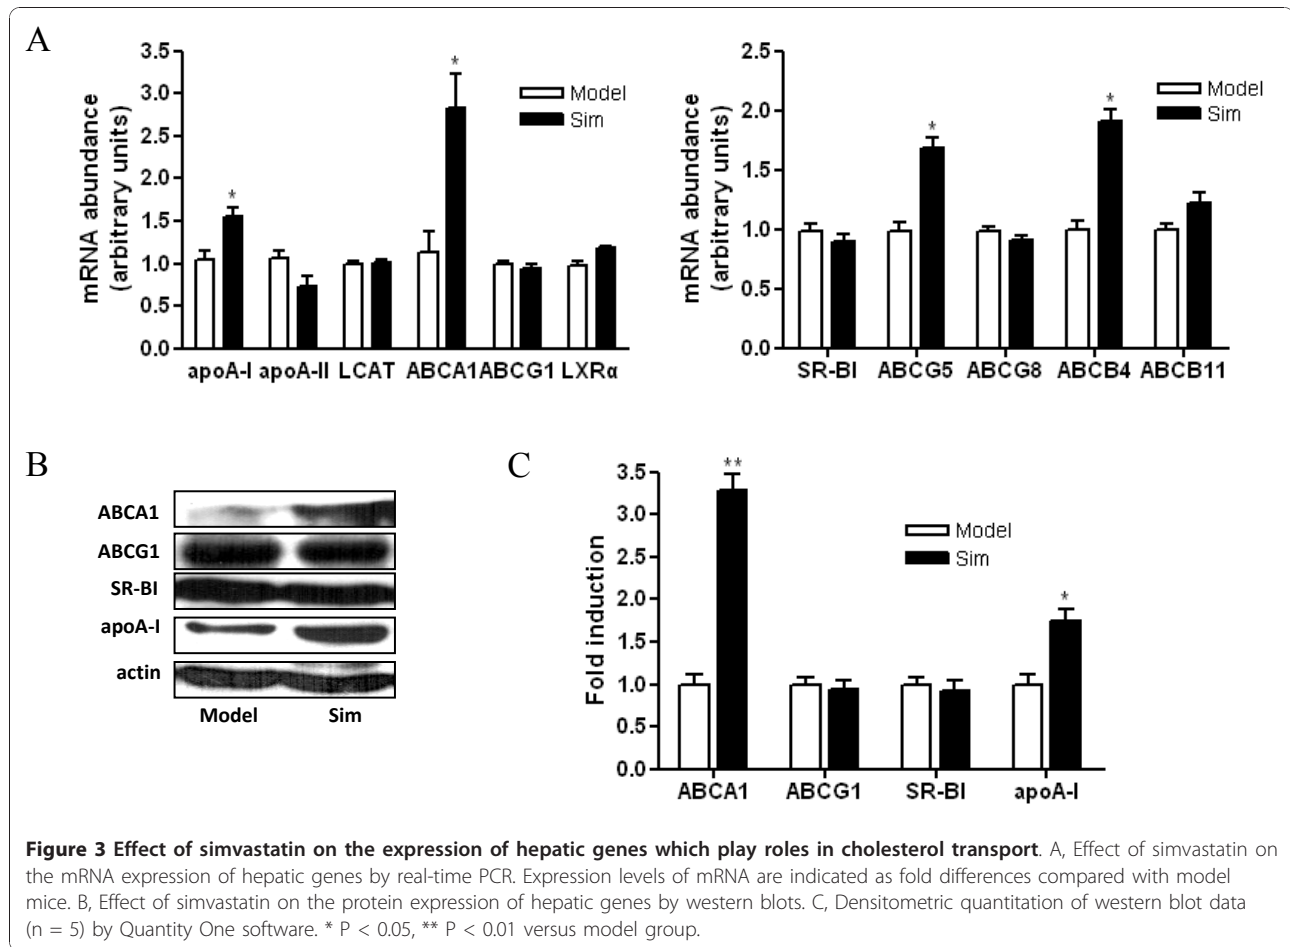 A
3.5
3.0
2.5
2.0
1.5
1.0
0.5
0.0
mRNA abundance
(arbitrary units)
*
*
Model
Sim
apoA-I apoA-II LCAT ABCA1 ABCG1 LXRα
2.5
2.0
1.5
1.0
0.5
0.0
mRNA abundance
(arbitrary units)
*
*
Model
Sim
SR-BI ABCG5 ABCG8 ABCB4 ABCB11
B
ABCA1
ABCG1
SR-BI
apoA-I
actin
Model Sim
C
3.5
3.0
2.5
2.0
1.5
1.0
0.5
0.0
Fold induction
**
*
Model
Sim
ABCA1 ABCG1 SR-BI apoA-I
Figure 3 Effect of simvastatin on the expression of hepatic genes which play roles in cholesterol transport. A, Effect of simvastatin on
the mRNA expression of hepatic genes by real-time PCR. Expression levels of mRNA are indicated as fold differences compared with model
mice. B, Effect of simvastatin on the protein expression of hepatic genes by western blots. C, Densitometric quantitation of western blot data
(n = 5) by Quantity One software. * P < 0.05, ** P < 0.01 versus model group.